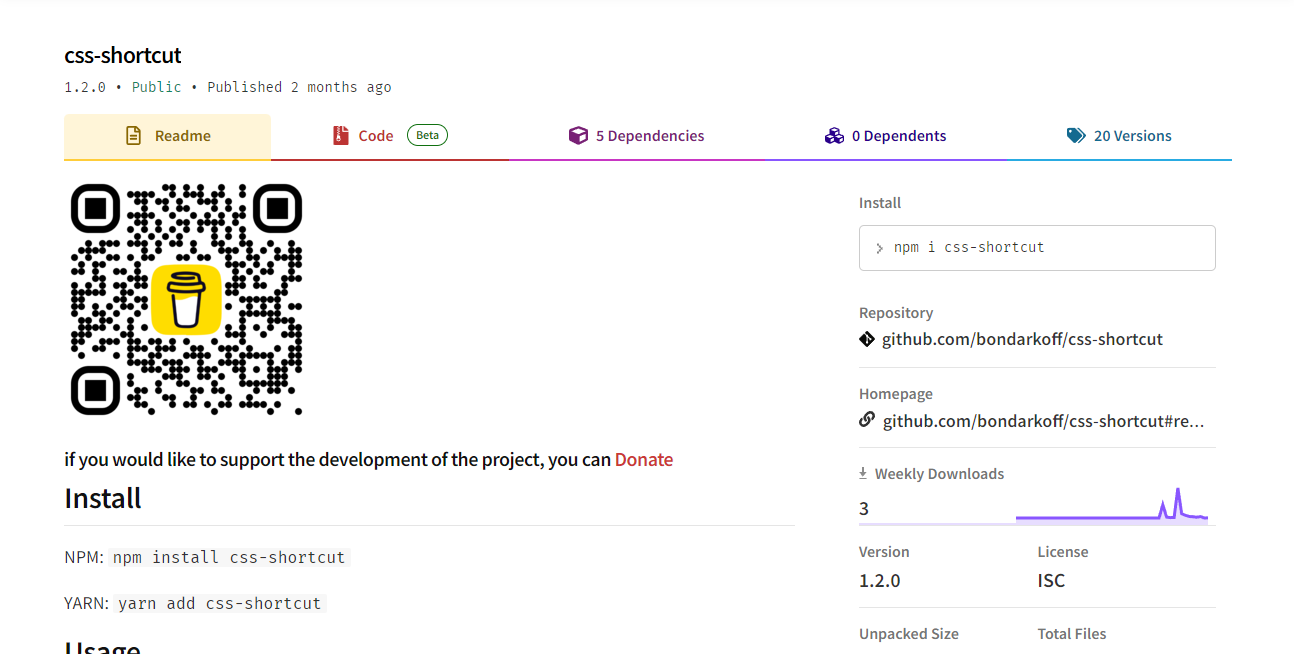 css-shortcut
1.2.0 • Public • Published 2 months ago
Readme
Code Beta
5 Dependencies
0 Dependents
20 Versions
if you would like to support the development of the project, you can Donate
Install
NPM: npm install css-shortcut
YARN: yarn add css-shortcut
Usage
Install
npm i css-shortcut
Repository
github.com/bondarkoff/css-shortcut
Homepage
github.com/bondarkoff/css-shortcut#re...
Weekly Downloads
3
Version
License
1.2.0
ISC
Unpacked Size
Total Files